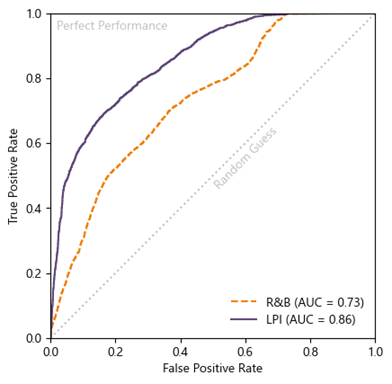 Perfect Performance
1.0
0.8
0.6
0.4
0.2
0.0
True Positive Rate
Random Guess
R&B (AUC = 0.73)
LPI (AUC = 0.86)
0.0 0.2 0.4 0.6 0.8 1.0
False Positive Rate